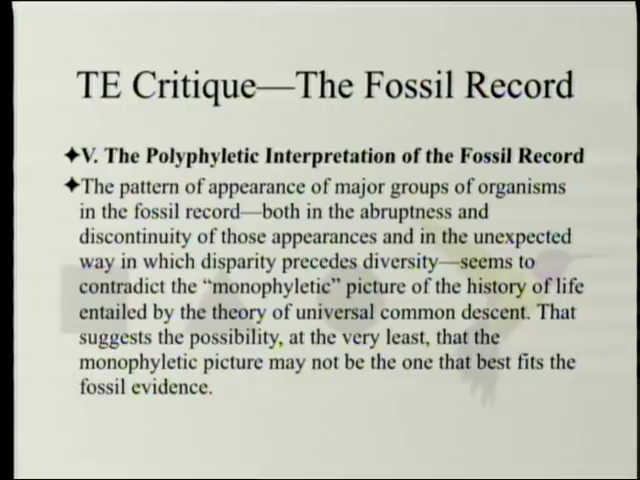 TE Critique—The Fossil Record
✦V. The Polyphyletic Interpretation of the Fossil Record
✦The pattern of appearance of major groups of organisms
in the fossil record—both in the abruptness and
discontinuity of those appearances and in the unexpected
way in which disparity precedes diversity—seems to
contradict the “monophyletic” picture of the history of life
entailed by the theory of universal common descent. That
suggests the possibility, at the very least, that the
monophyletic picture may not be the one that best fits the
fossil evidence.